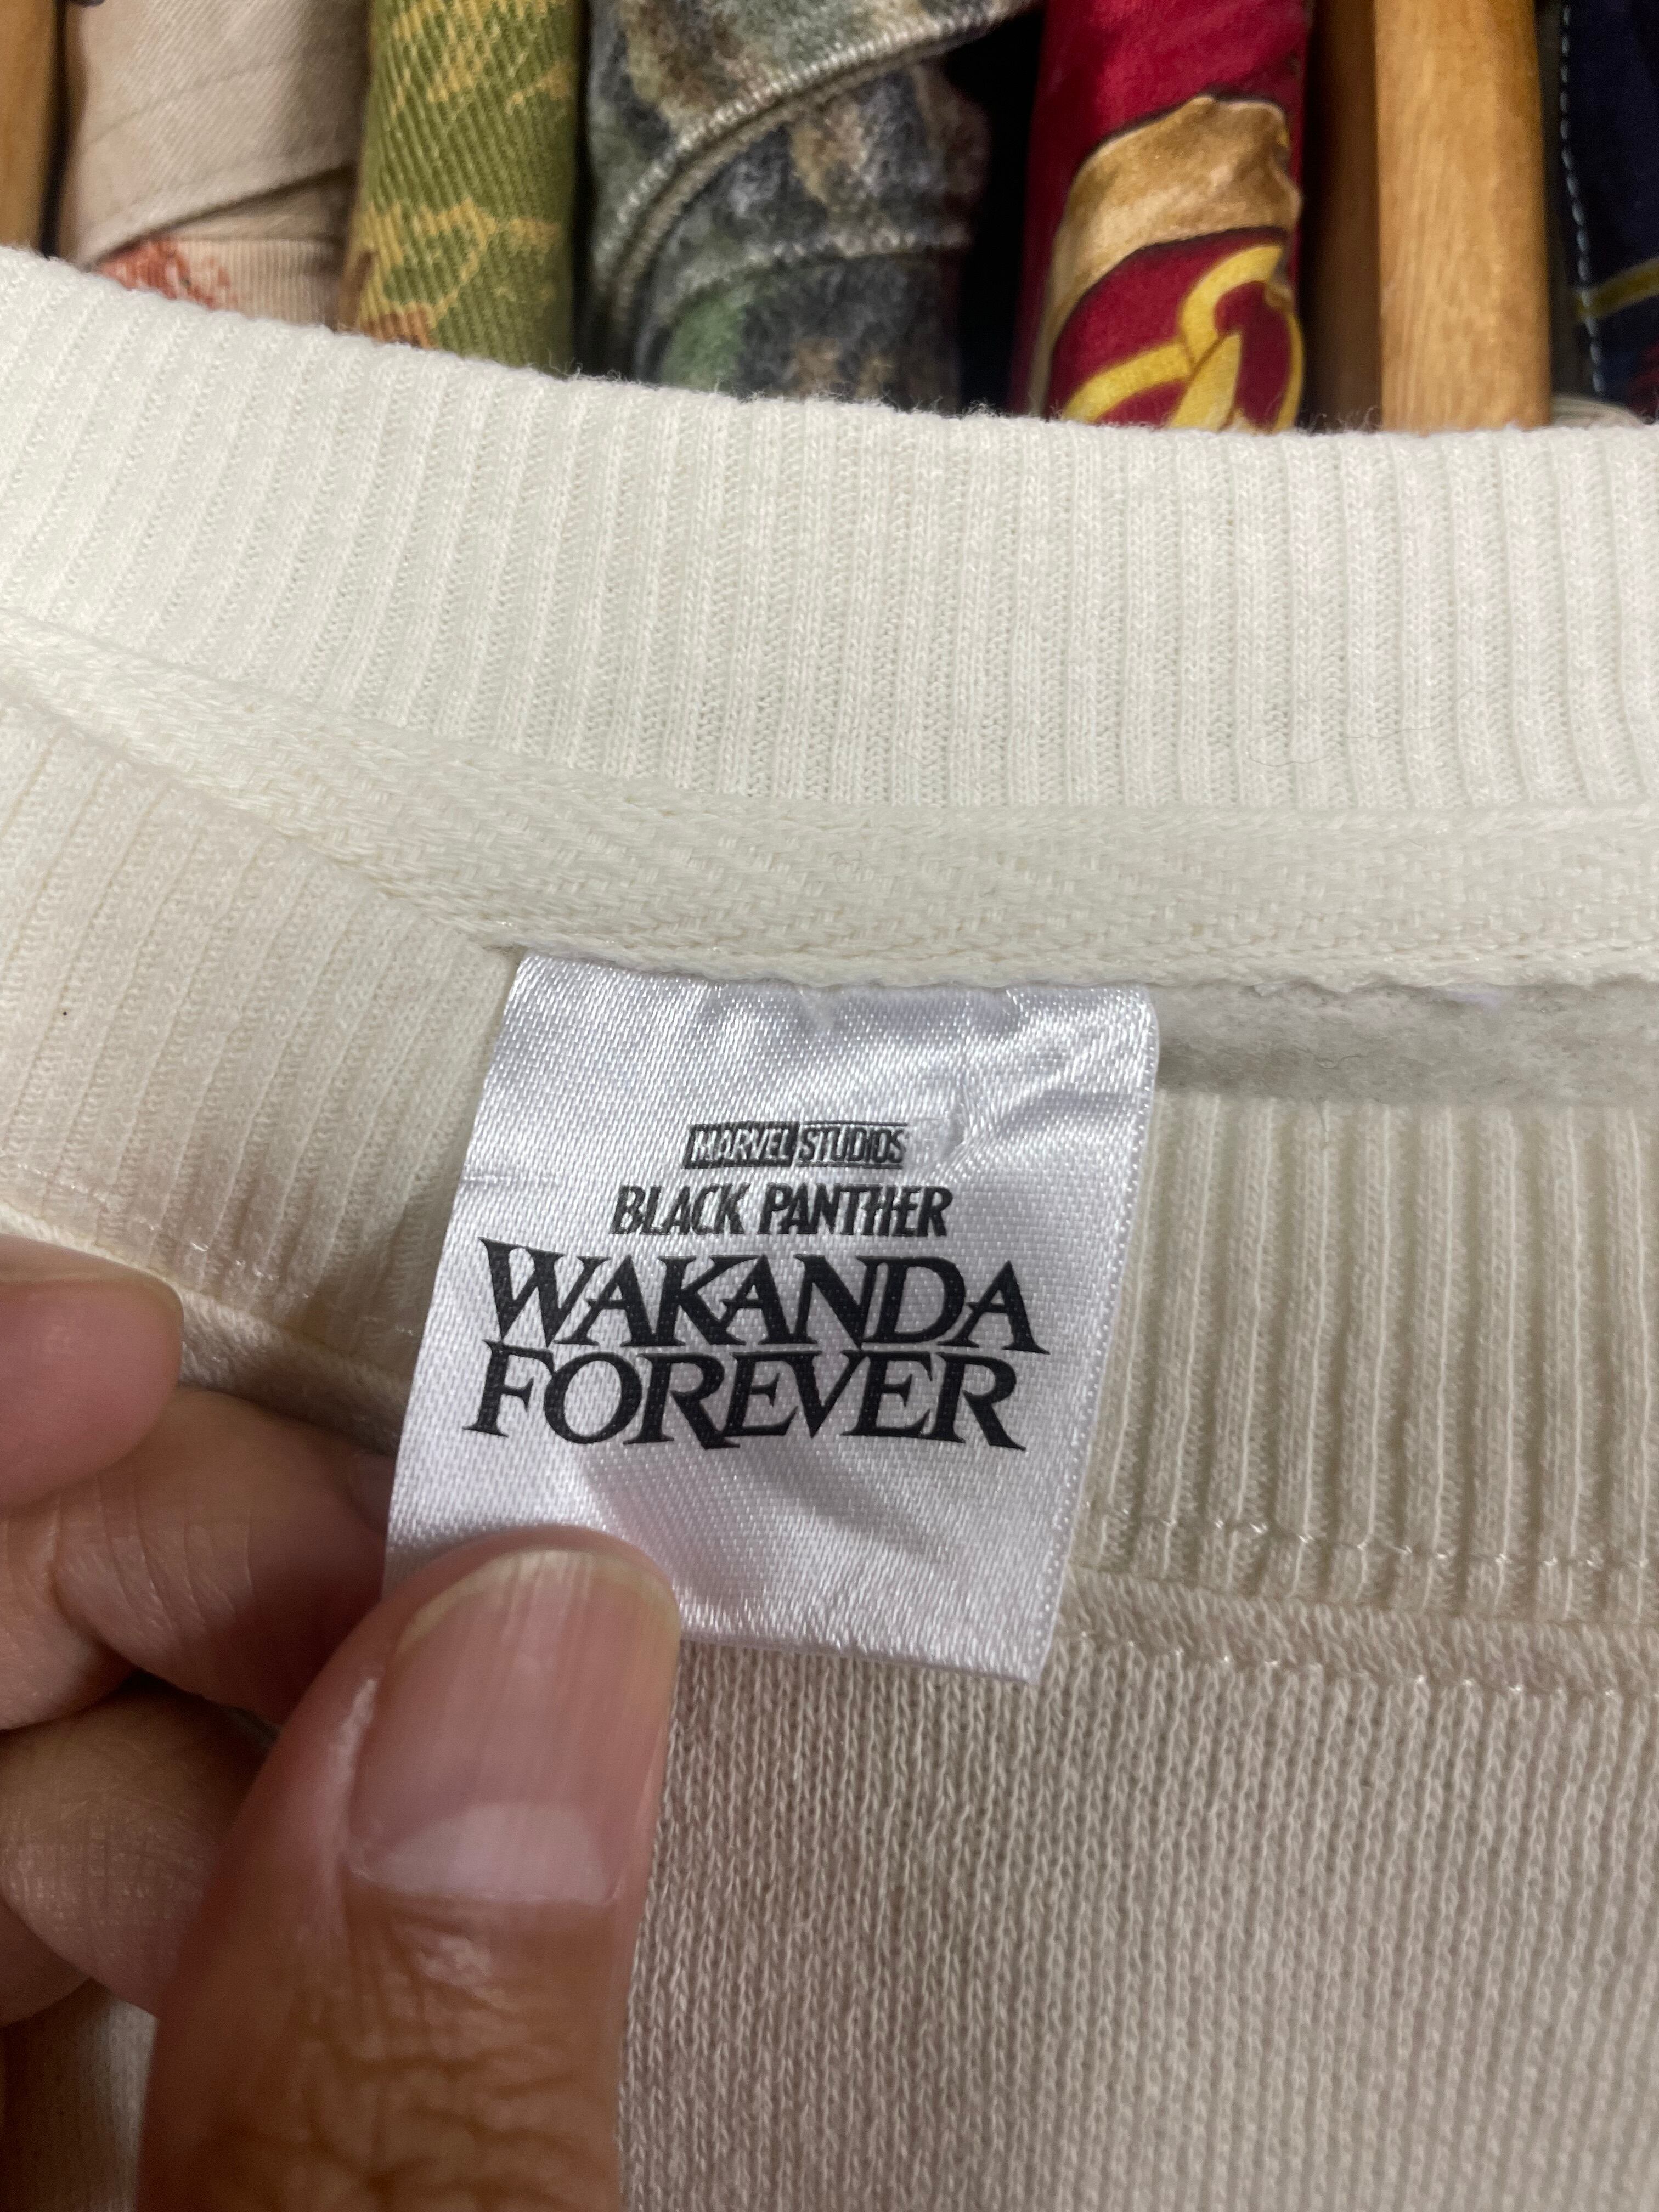 MARVEL STUDIOS
BLACK PANTHER
WAKANDA
FOREVER